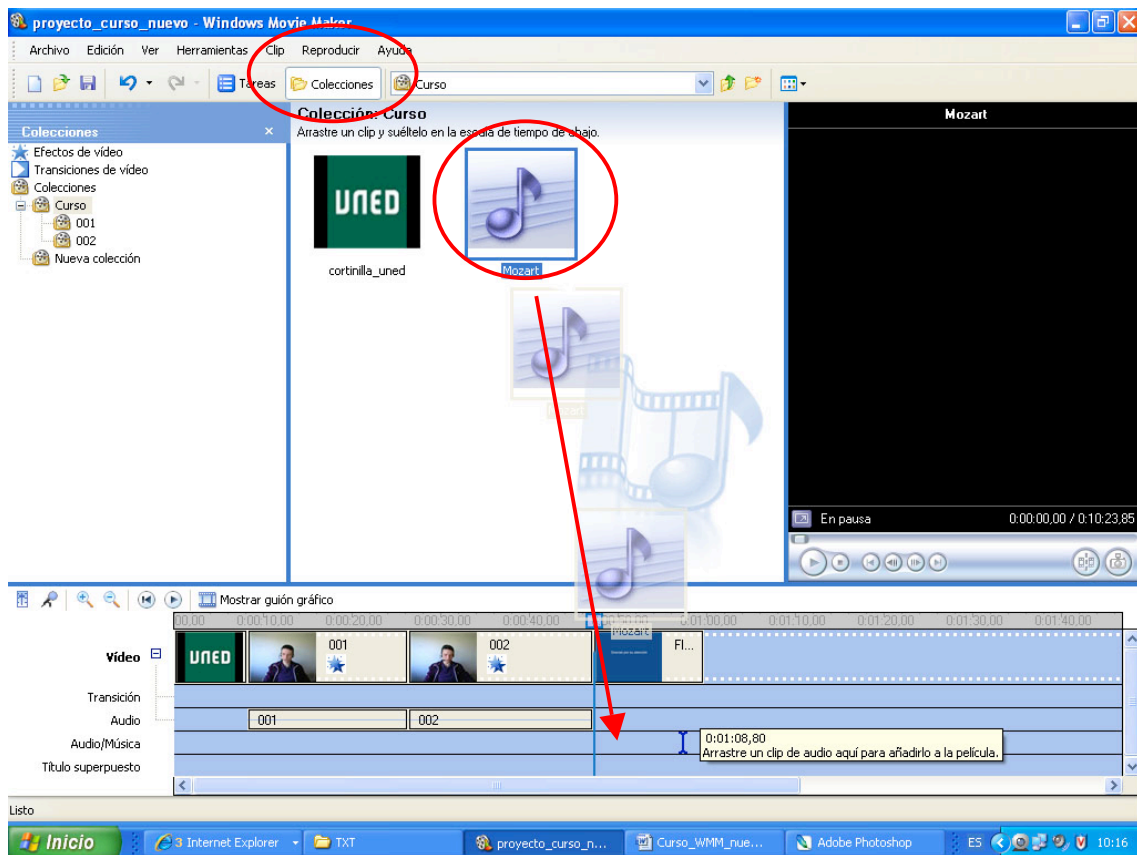 proyecto_curso_nuevo - Windows Movie Maker
Archivo Edición Ver Herramientas Clip Reproducir Ayuda
Tareas Colecciones Curso
Colecciones
Efectos de vídeo
Transiciones de vídeo
Colecciones
Curso
001
002
Nueva colección
Colección: Curso
Arrastre un clip y suéltelo en la escala de tiempo de abajo.
UNED
cortinilla_uned
Mozart
Mozart
Mozart
Mozart
En pausa 0:00:00,00 / 0:10:23,85
Mostrar guión gráfico
00,00 0:00:10,00 0:00:20,00 0:00:30,00 0:00:40,00 0:00:50,00 0:01:00,00 0:01:10,00 0:01:20,00 0:01:30,00 0:01:40,00
Vídeo UNED 001 002 FI...
Transición
Audio 001 002
Audio/Música
Título superpuesto
0:01:08,80
Arrastre un clip de audio aquí para añadirlo a la película.
Listo
Inicio 3 Internet Explorer TXT proyecto_curso_n... Curso_WMM_nue... Adobe Photoshop ES 10:16